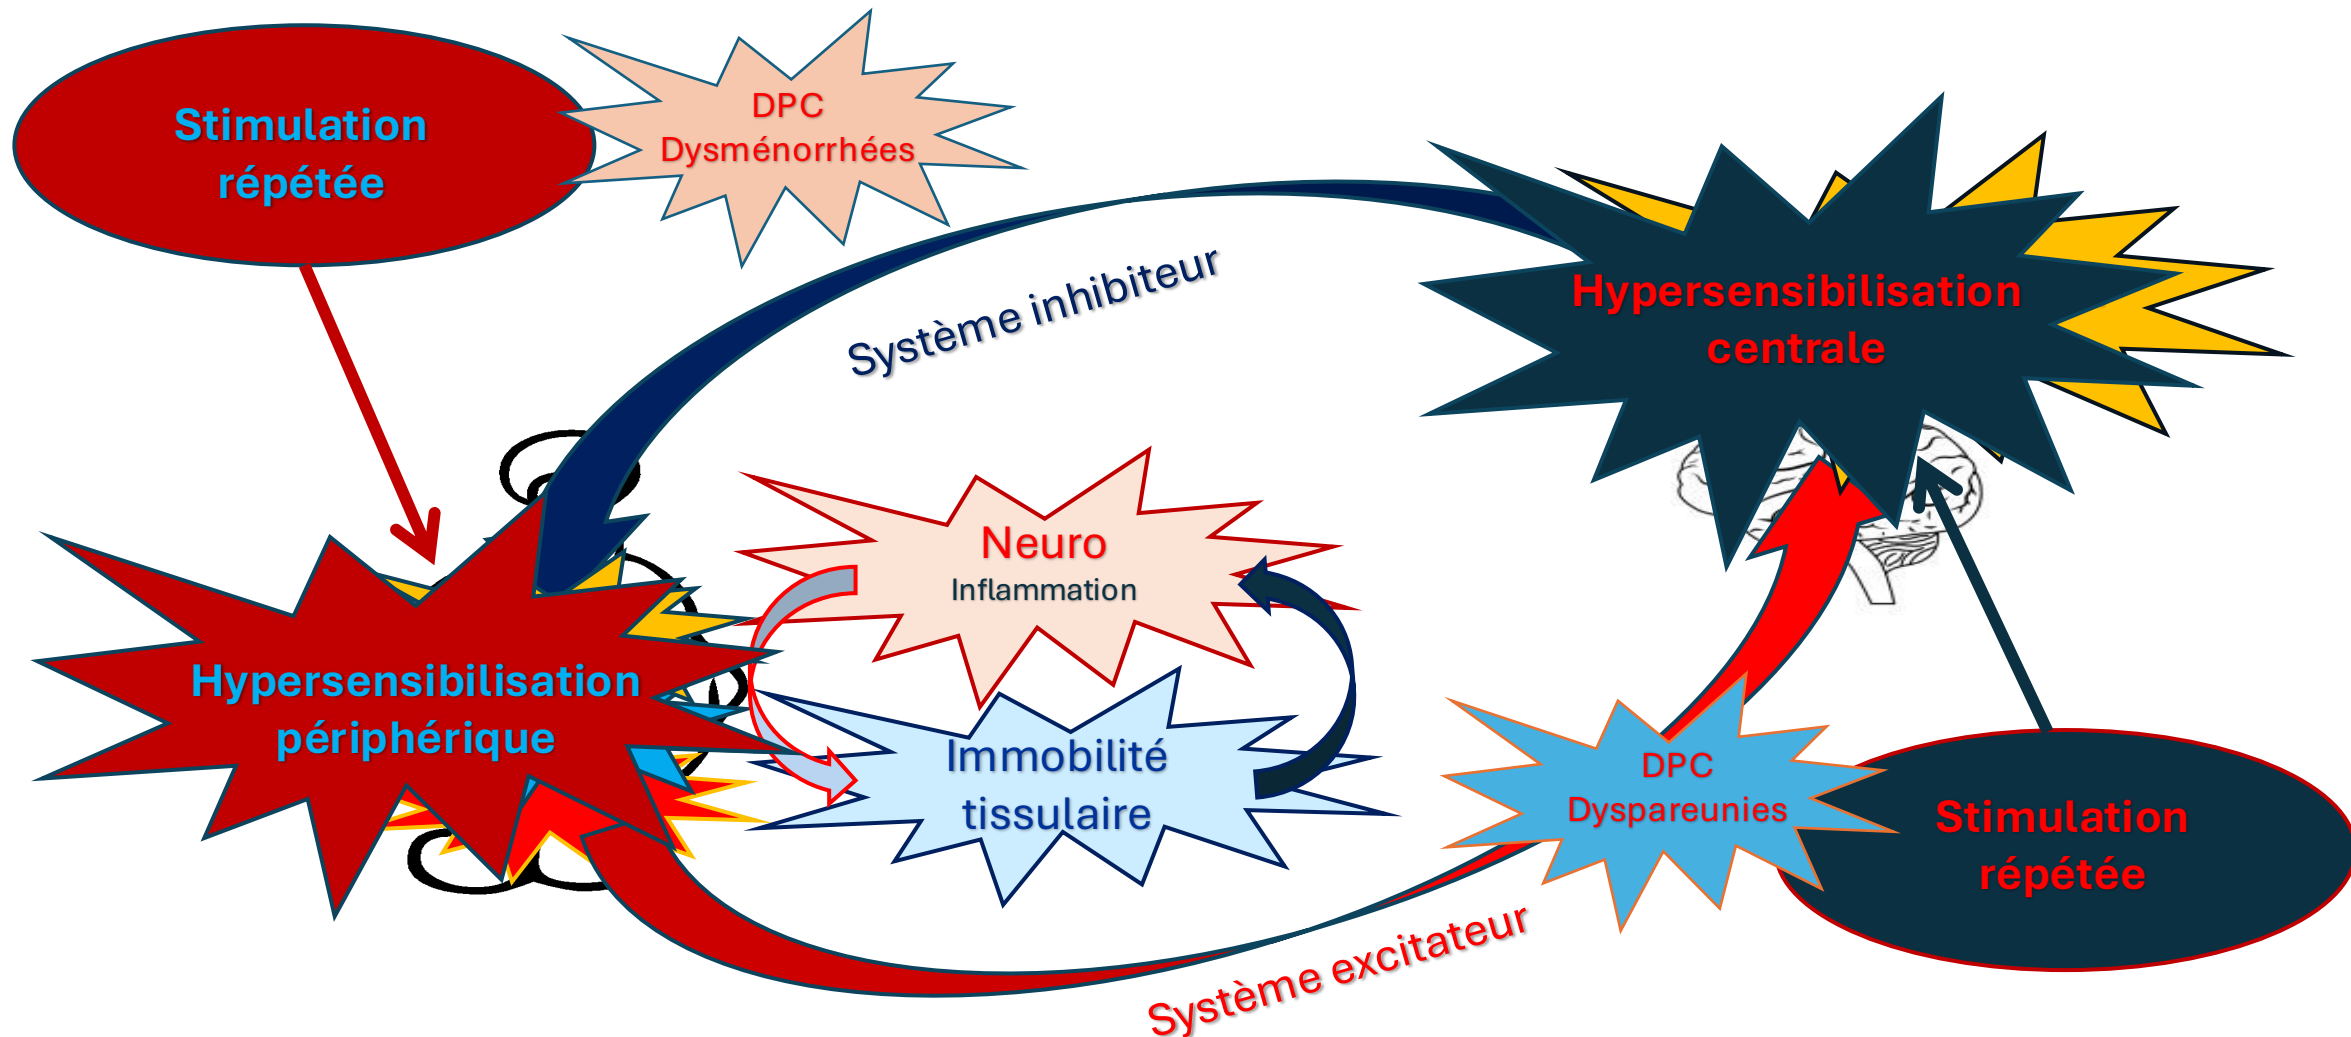 Stimulation
répétée
DPC
Dysménorrhées
Système inhibiteur
Hypersensibilisation
centrale
Neuro
Inflammation
Hypersensibilisation
périphérique
Immobilité
tissulaire
DPC
Dyspareunies
Stimulation
répétée
Système excitateur